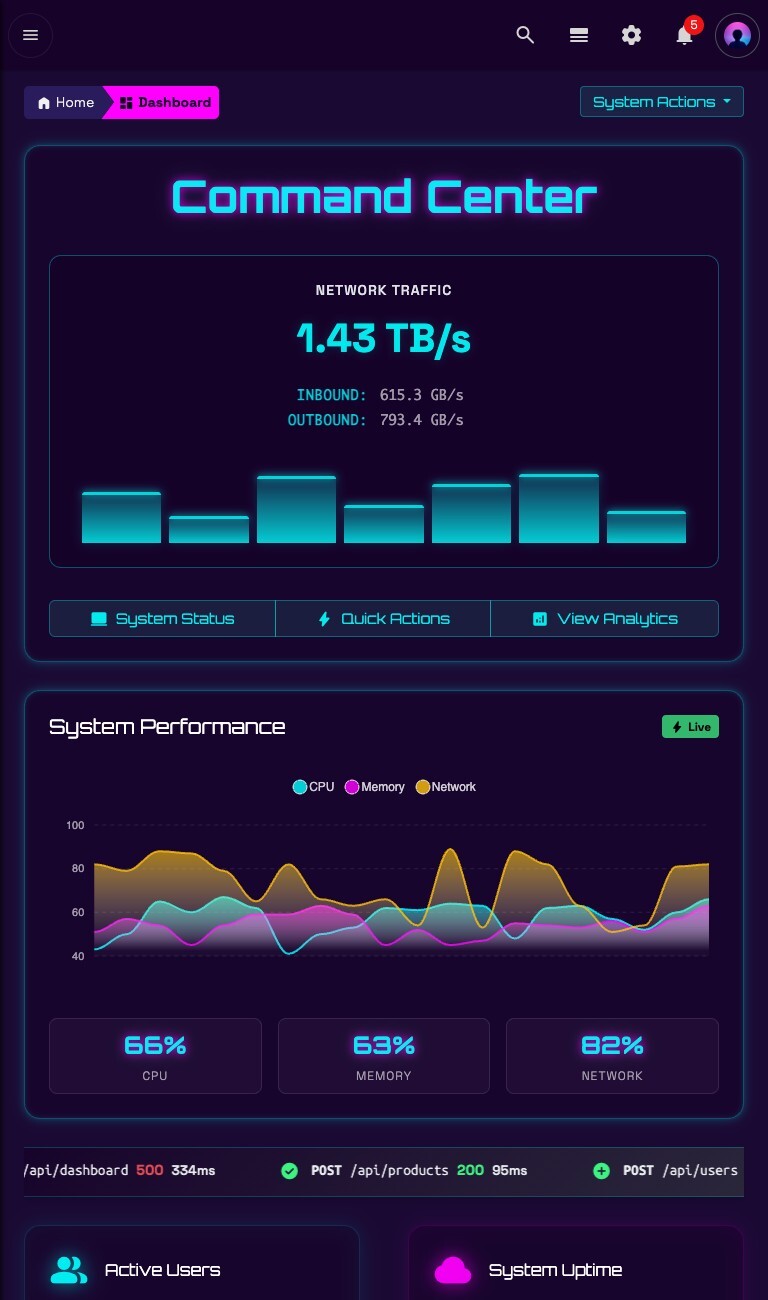 5
Home Dashboard System Actions
Command Center
NETWORK TRAFFIC
1.43 TB/s
INBOUND: 615.3 GB/s
OUTBOUND: 793.4 GB/s
System Status Quick Actions View Analytics
System Performance Live
CPU Memory Network
100
80
60
40
66% 63% 82%
CPU MEMORY NETWORK
/api/dashboard 500 334ms POST /api/products 200 95ms POST /api/users
Active Users System Uptime